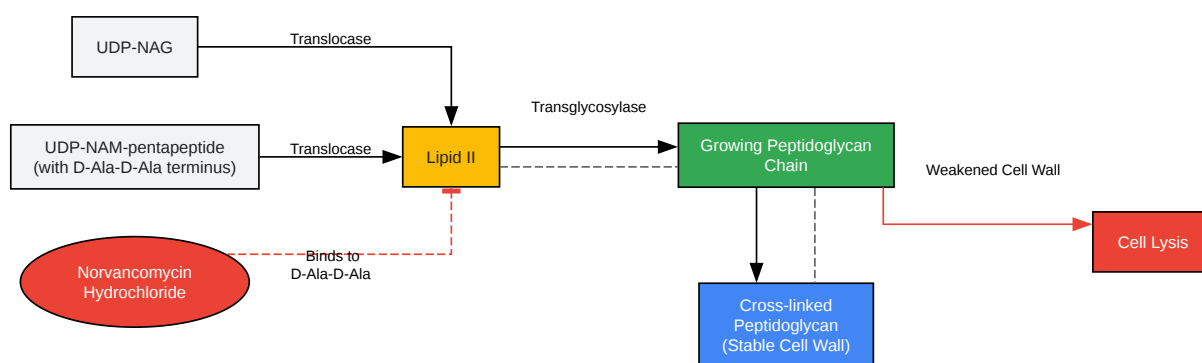 UDP-NAG
Translocase
UDP-NAM-pentapeptide
(with D-Ala-D-Ala terminus)
Translocase
Lipid II
Transglycosylase
Growing Peptidoglycan
Chain
Weakened Cell Wall
Cell Lysis
Norvancomycin
Hydrochloride
Binds to
D-Ala-D-Ala
Cross-linked
Peptidoglycan
(Stable Cell Wall)